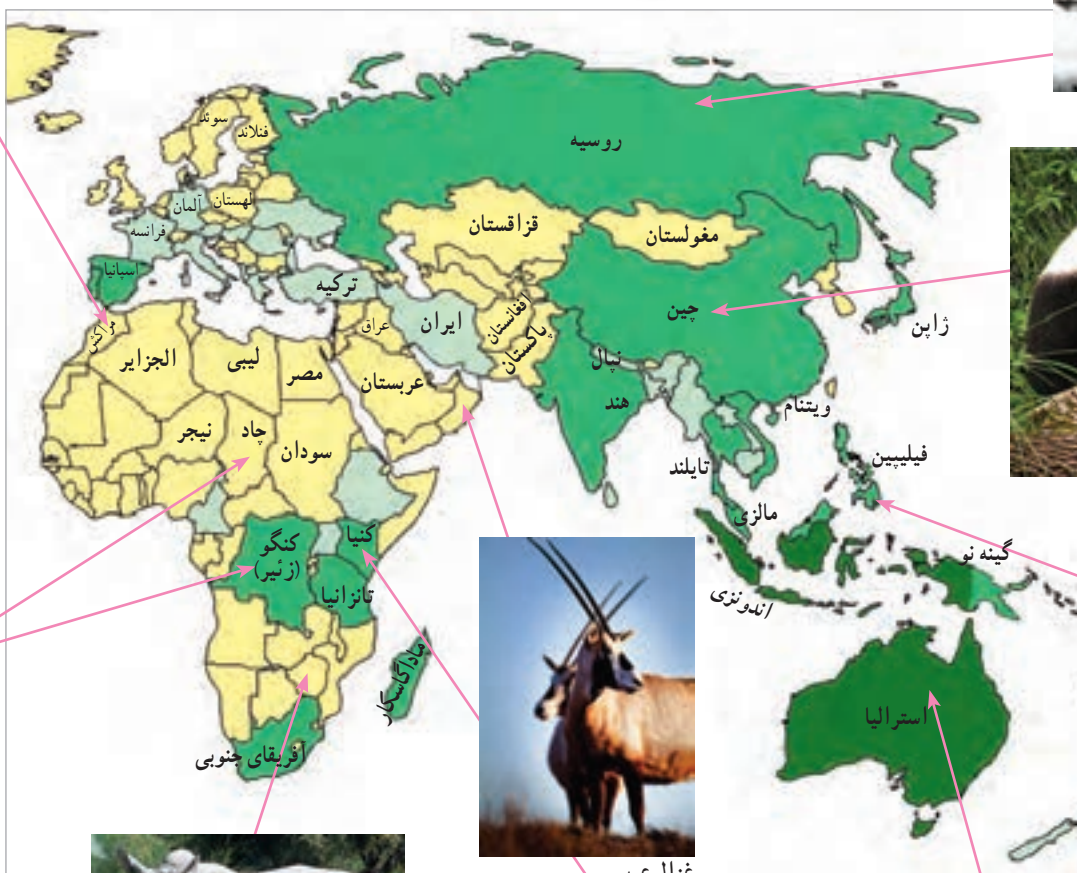 سوئد
فنلاند
روسیه
لهستان
آلمان
فرانسه
اسپانیا
قزاقستان
مغولستان
ترکیه
ایران
عراق
افغانستان
پاکستان
چین
ژاپن
نپال
هند
مراکش
الجزایر
لیبی
مصر
عربستان
نیجر
چاد
سودان
ویتنام
تایلند
فیلیپین
مالزی
گینه نو
اندونزی
کنیا
کنگو
(زئیر)
تانزانیا
ماداگاسکار
آفریقای جنوبی
استرالیا